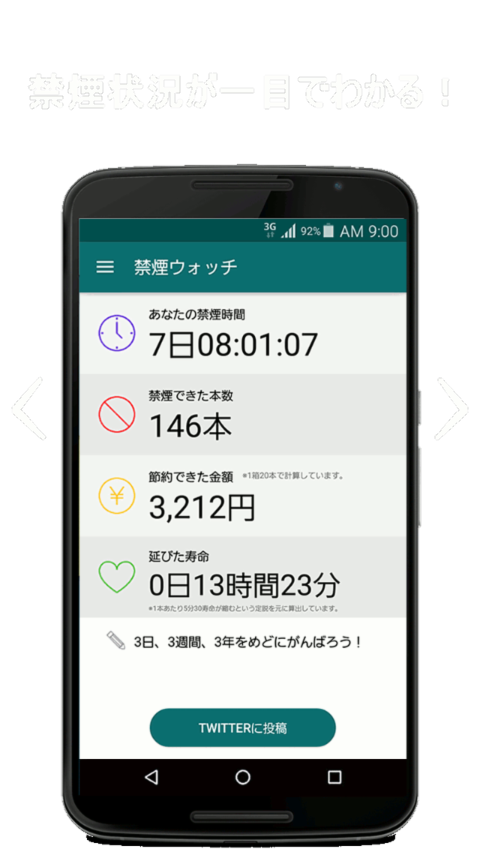 禁煙状況が一目でわかる！
3G 92% AM 9:00
禁煙ウォッチ
あなたの禁煙時間
7日08:01:07
禁煙できた本数
146本
節約できた金額 *1箱20本で計算しています。
3,212円
延びた寿命
0日13時間23分
*1本あたり5分30寿命が縮むという定説を元に算出しています。
3日、3週間、3年をめどにがんばろう！
TWITTERに投稿